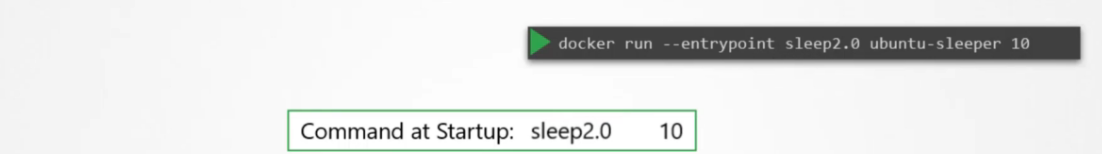 docker run --entrypoint sleep2.0 ubuntu-sleeper 10
Command at Startup: sleep2.0 10